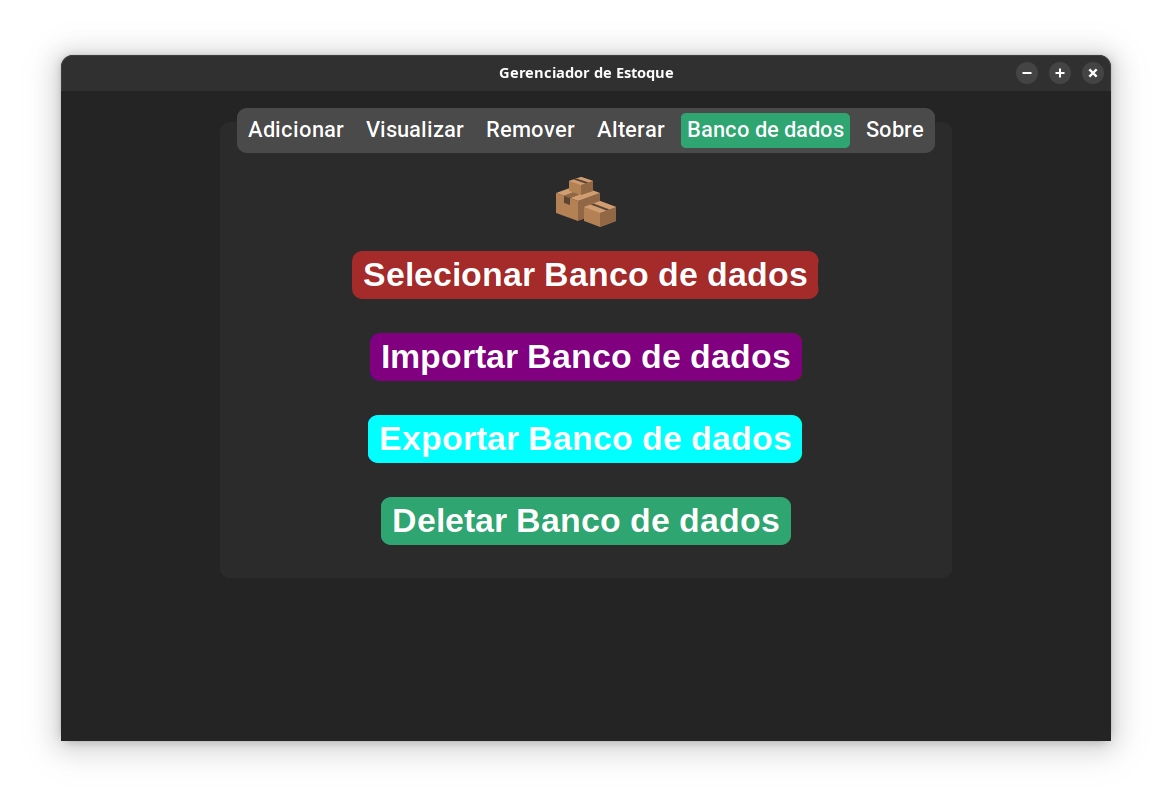 Gerenciador de Estoque
Adicionar Visualizar Remover Alterar Banco de dados Sobre
Selecionar Banco de dados
Importar Banco de dados
Exportar Banco de dados
Deletar Banco de dados